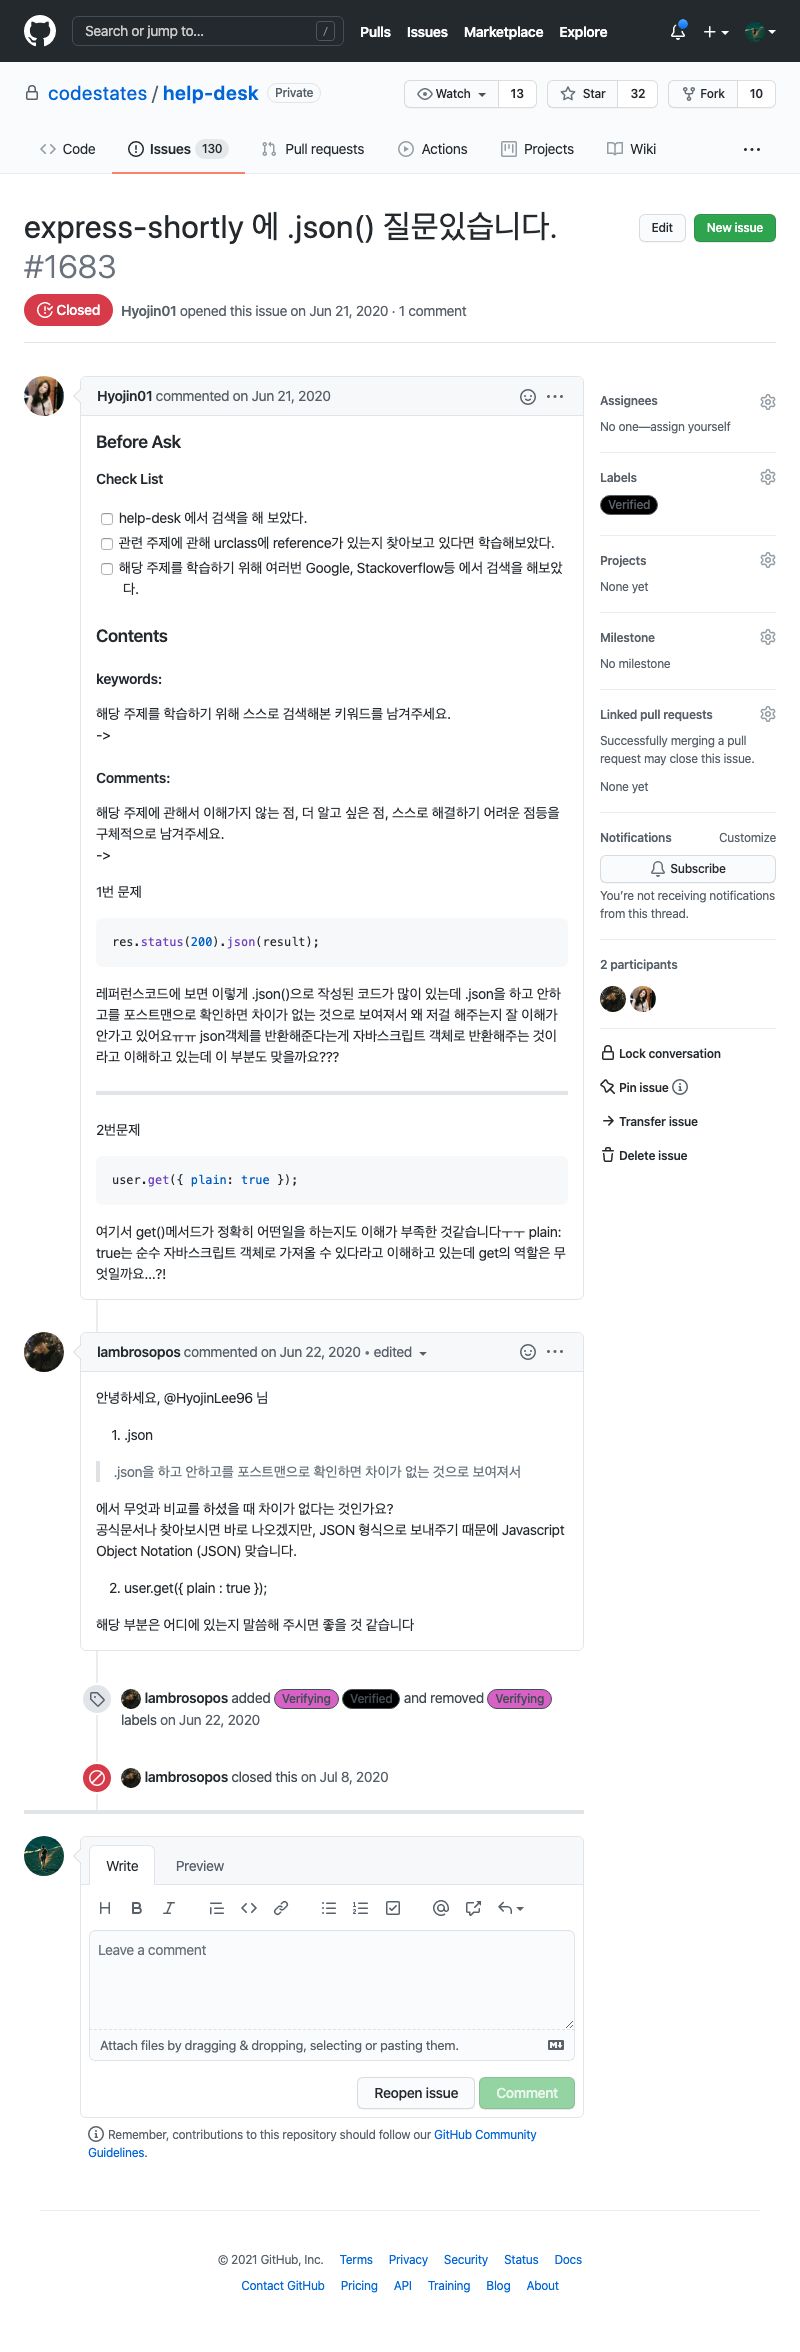 Search or jump to...
/
Pulls
Issues
Marketplace
Explore
codestates / help-desk
Private
Watch
13
Star
32
Fork
10
Code
Issues 130
Pull requests
Actions
Projects
Wiki
express-shortly 에 .json() 질문있습니다.
#1683
Edit
New issue
Closed
Hyojin01 opened this issue on Jun 21, 2020 · 1 comment
Hyojin01 commented on Jun 21, 2020
Before Ask
Check List
help-desk 에서 검색을 해 보았다.
관련 주제에 관해 urclass에 reference가 있는지 찾아보고 있다면 학습해보았다.
해당 주제를 학습하기 위해 여러번 Google, Stackoverflow등 에서 검색을 해보았
다.
Contents
keywords:
해당 주제를 학습하기 위해 스스로 검색해본 키워드를 남겨주세요.
->
Comments:
해당 주제에 관해서 이해가지 않는 점, 더 알고 싶은 점, 스스로 해결하기 어려운 점등을
구체적으로 남겨주세요.
->
1번 문제
res.status(200).json(result);
레퍼런스코드에 보면 이렇게 .json()으로 작성된 코드가 많이 있는데 .json을 하고 안하
고를 포스트맨으로 확인하면 차이가 없는 것으로 보여져서 왜 저걸 해주는지 잘 이해가
안가고 있어요ㅠㅠ json객체를 반환해준다는게 자바스크립트 객체로 반환해주는 것이
라고 이해하고 있는데 이 부분도 맞을까요???
2번문제
user.get({ plain: true });
여기서 get()메서드가 정확히 어떤일을 하는지도 이해가 부족한 것같습니다ㅜㅜ plain:
true는 순수 자바스크립트 객체로 가져올 수 있다라고 이해하고 있는데 get의 역할은 무
엇일까요...?!
Assignees
No one—assign yourself
Labels
Verified
Projects
None yet
Milestone
No milestone
Linked pull requests
Successfully merging a pull
request may close this issue.
None yet
Notifications
Customize
Subscribe
You're not receiving notifications
from this thread.
2 participants
Lock conversation
Pin issue
Transfer issue
Delete issue
lambrosopos commented on Jun 22, 2020 • edited
안녕하세요, @HyojinLee96 님
1. .json
.json을 하고 안하고를 포스트맨으로 확인하면 차이가 없는 것으로 보여져서
에서 무엇과 비교를 하셨을 때 차이가 없다는 것인가요?
공식문서나 찾아보시면 바로 나오겠지만, JSON 형식으로 보내주기 때문에 Javascript
Object Notation (JSON) 맞습니다.
2. user.get({ plain : true });
해당 부분은 어디에 있는지 말씀해 주시면 좋을 것 같습니다
lambrosopos added Verifying Verified and removed Verifying
labels on Jun 22, 2020
lambrosopos closed this on Jul 8, 2020
Write
Preview
Leave a comment
Attach files by dragging & dropping, selecting or pasting them.
Reopen issue
Comment
Remember, contributions to this repository should follow our GitHub Community
Guidelines.
© 2021 GitHub, Inc.
Terms
Privacy
Security
Status
Docs
Contact GitHub
Pricing
API
Training
Blog
About